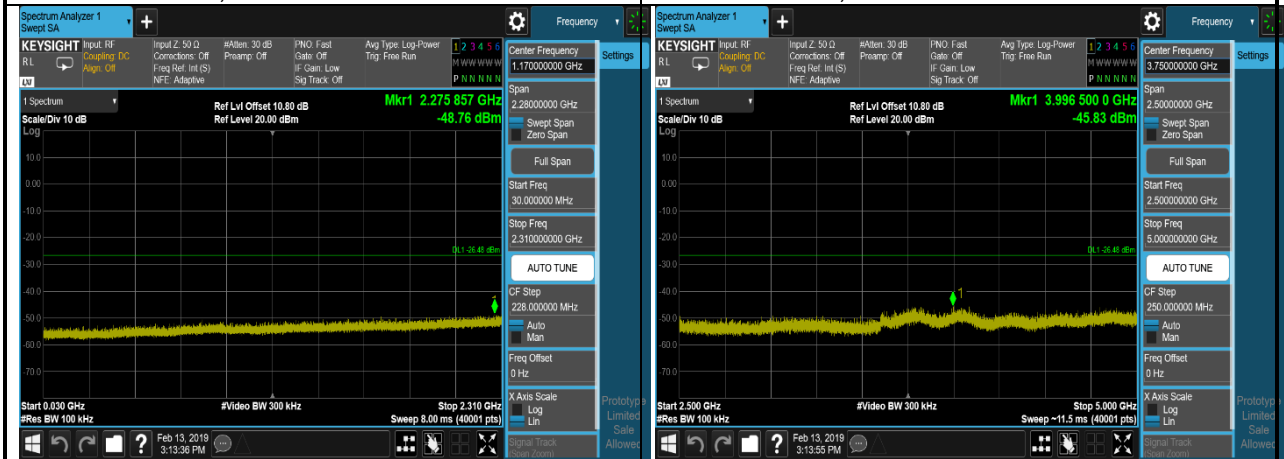 Spectrum Analyzer 1
Swept SA
+
Frequency
KEYSIGHT
RL
LXI
Input: RF
Coupling: DC
Align: Off
Input Z: 50 Ω
Corrections: Off
Freq Ref: Int (S)
NFE: Adaptive
#Atten: 30 dB
Preamp: Off
PNO: Fast
Gate: Off
IF Gain: Low
Sig Track: Off
Avg Type: Log-Power
Trig: Free Run
1 2 3 4 5 6
M W W W W W
P N N N N N
1 Spectrum
Scale/Div 10 dB
Log
Ref Lvl Offset 10.80 dB
Ref Level 20.00 dBm
Mkr1 2.275 857 GHz
-48.76 dBm
10.0
0.00
-10.0
-20.0
-30.0
-40.0
-50.0
-60.0
-70.0
DL1 -26.48 dBm
1
Start 0.030 GHz
#Res BW 100 kHz
#Video BW 300 kHz
Stop 2.310 GHz
Sweep 8.00 ms (40001 pts)
?
Feb 13, 2019
3:13:36 PM
Center Frequency
1.170000000 GHz
Span
2.28000000 GHz
Swept Span
Zero Span
Full Span
Start Freq
30.000000 MHz
Stop Freq
2.310000000 GHz
AUTO TUNE
CF Step
228.000000 MHz
Auto
Man
Freq Offset
0 Hz
X Axis Scale
Log
Lin
Signal Track
(Span Zoom)
Settings
Prototype
Limited
Sale
Allowed
Spectrum Analyzer 1
Swept SA
+
Frequency
KEYSIGHT
RL
LXI
Input: RF
Coupling: DC
Align: Off
Input Z: 50 Ω
Corrections: Off
Freq Ref: Int (S)
NFE: Adaptive
#Atten: 30 dB
Preamp: Off
PNO: Fast
Gate: Off
IF Gain: Low
Sig Track: Off
Avg Type: Log-Power
Trig: Free Run
1 2 3 4 5 6
M W W W W W
P N N N N N
1 Spectrum
Scale/Div 10 dB
Log
Ref Lvl Offset 10.80 dB
Ref Level 20.00 dBm
Mkr1 3.996 500 0 GHz
-45.83 dBm
10.0
0.00
-10.0
-20.0
-30.0
-40.0
-50.0
-60.0
-70.0
DL1 -26.48 dBm
1
Start 2.500 GHz
#Res BW 100 kHz
#Video BW 300 kHz
Stop 5.000 GHz
Sweep ~11.5 ms (40001 pts)
?
Feb 13, 2019
3:13:55 PM
Center Frequency
3.750000000 GHz
Span
2.50000000 GHz
Swept Span
Zero Span
Full Span
Start Freq
2.500000000 GHz
Stop Freq
5.000000000 GHz
AUTO TUNE
CF Step
250.000000 MHz
Auto
Man
Freq Offset
0 Hz
X Axis Scale
Log
Lin
Signal Track
(Span Zoom)
Settings
Prototype
Limited
Sale
Allowed